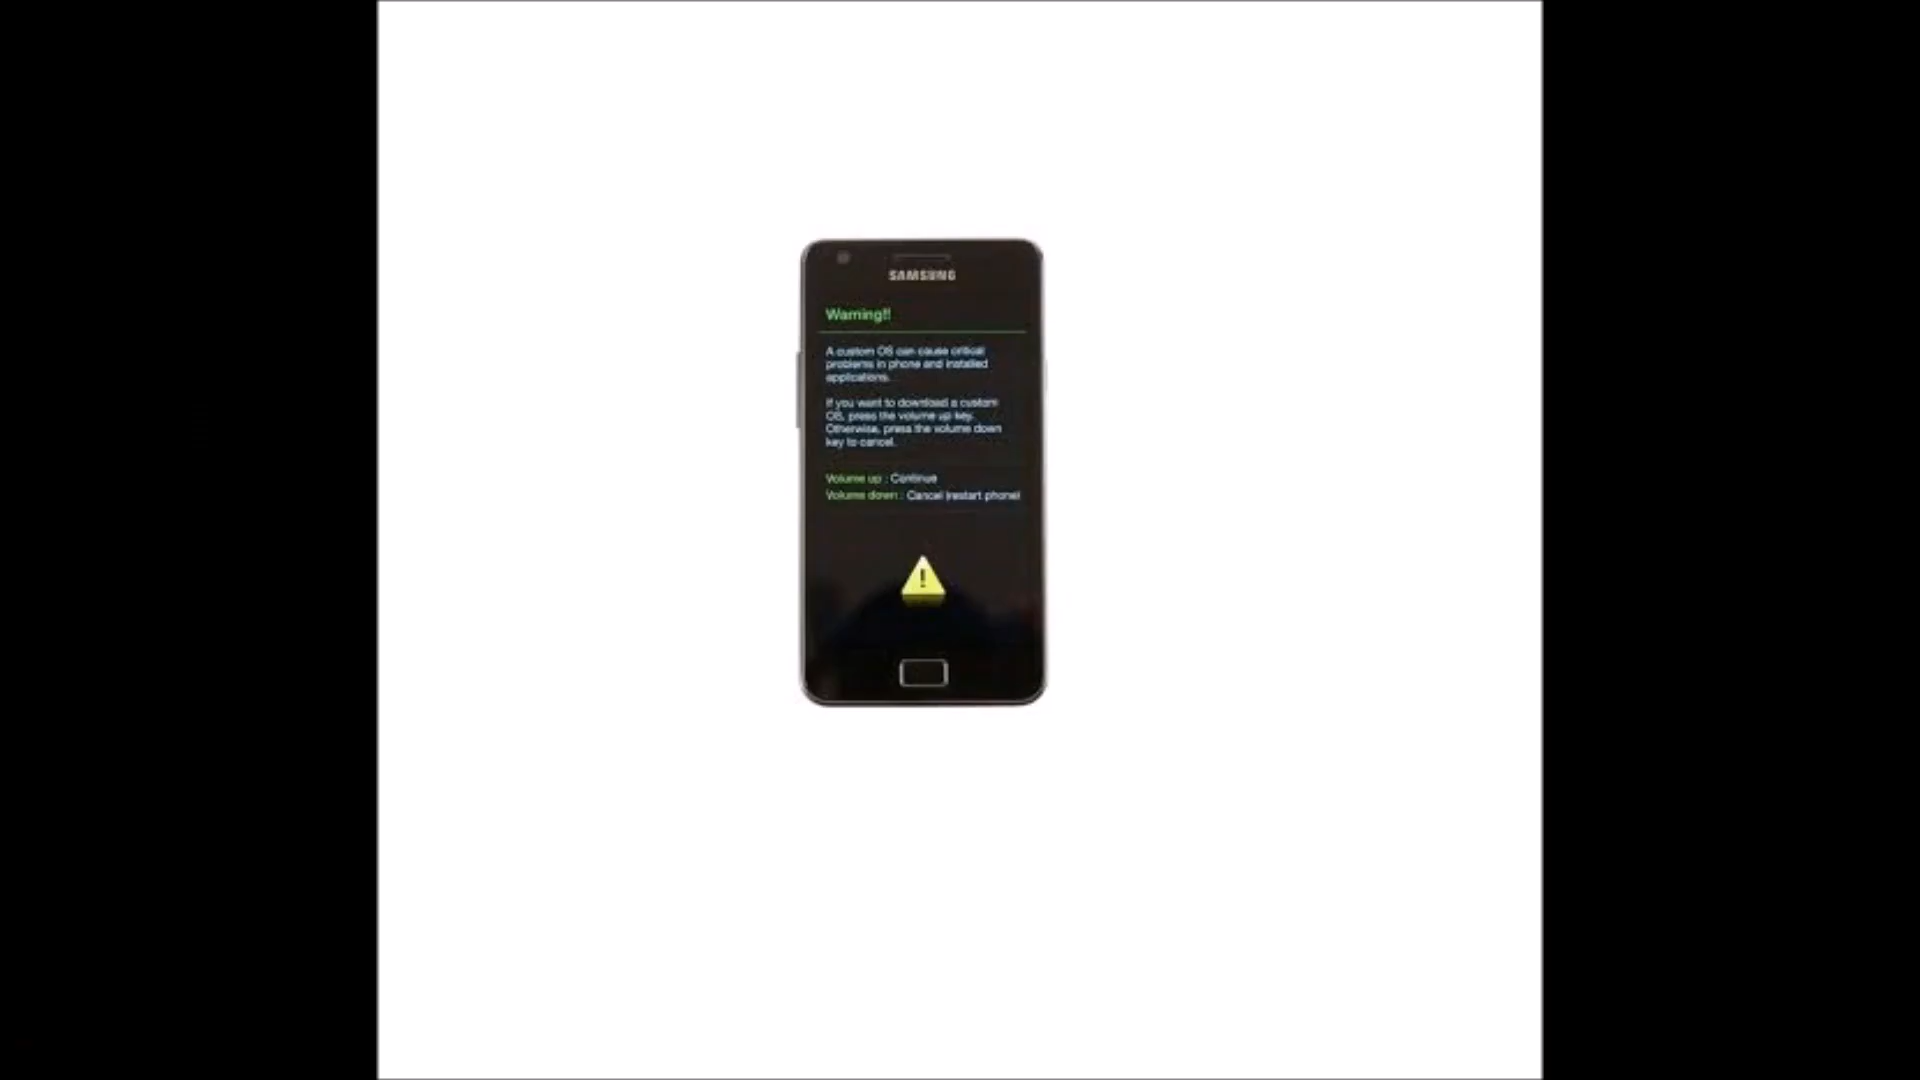 SAMSUNG
Warning!!
A custom OS can cause critical
problems in phone and installed
applications.
If you want to download a custom
OS, press the volume up key.
Otherwise, press the volume down
key to cancel.
Volume up : Continue
Volume down : Cancel (restart phone)